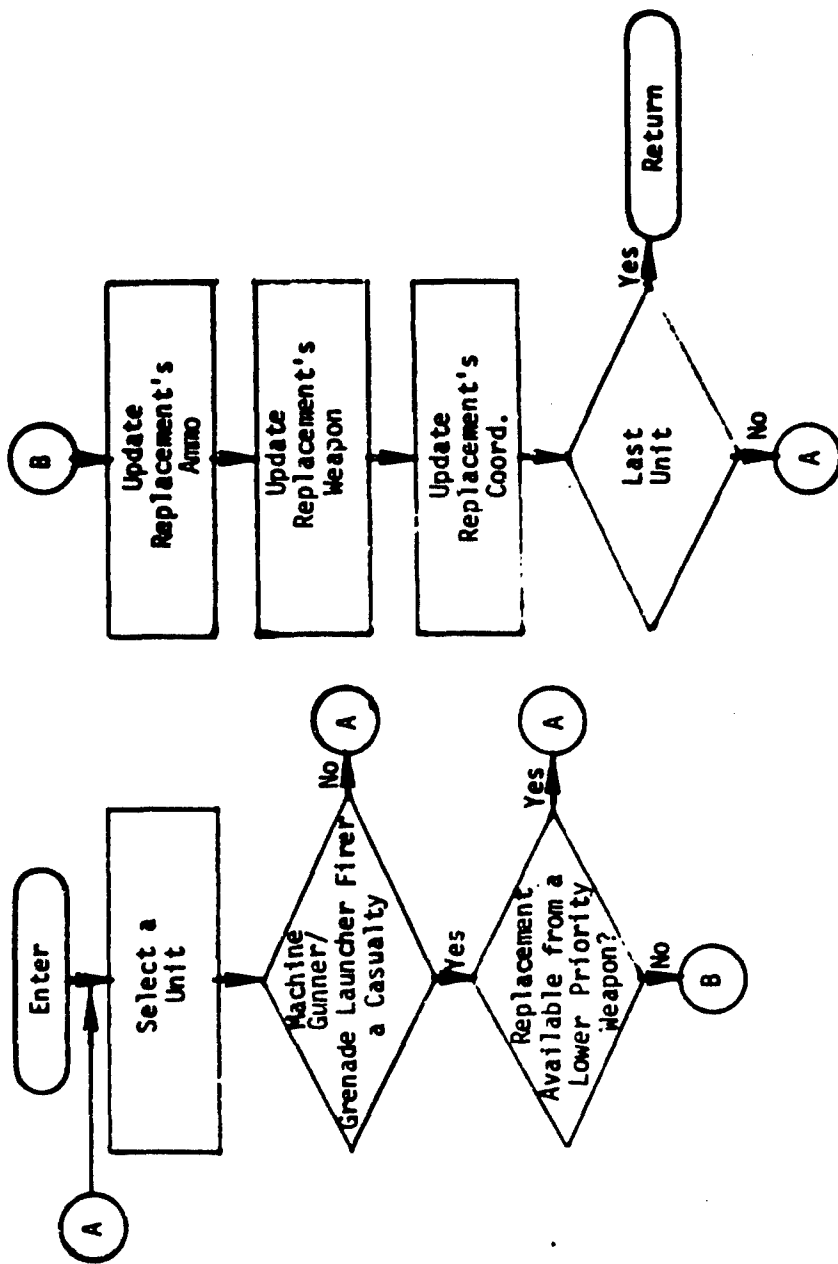 Enter
A
Select a
Unit
Machine
Gunner/
Grenade Launcher Firer
a Casualty
No
A
Yes
Replacement
Available from a
Lower Priority
Weapon?
Yes
A
No
B
B
Update
Replacement's
Ammo
Update
Replacement's
Weapon
Update
Replacement's
Coord.
Last
Unit
Yes
Return
No
A